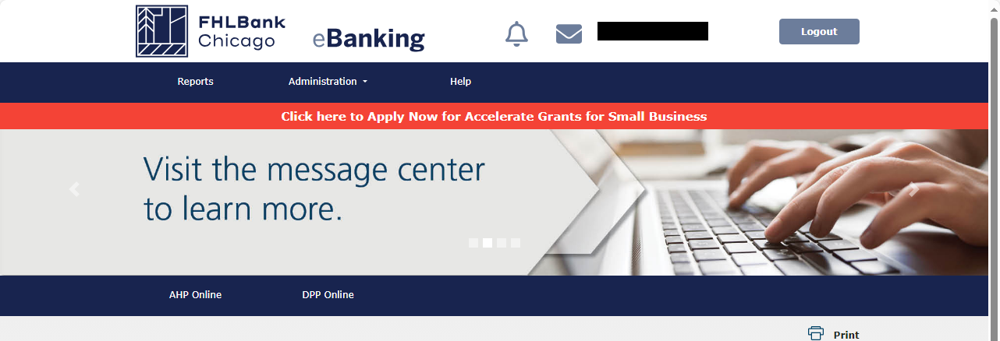 FHLBank
Chicago
eBanking
Logout
Reports
Administration
Help
Click here to Apply Now for Accelerate Grants for Small Business
Visit the message center
to learn more.
AHP Online
DPP Online
Print